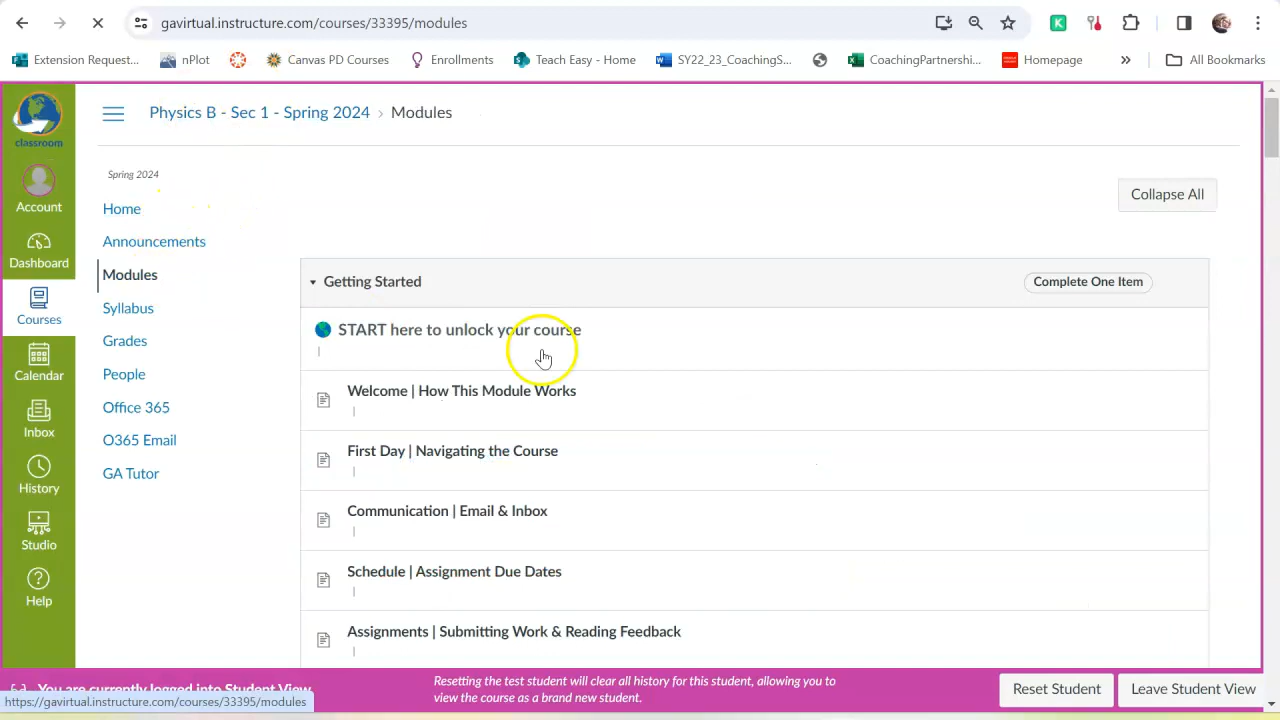 gavirtual.instructure.com/courses/33395/modules
Extension Request...
nPlot
Canvas PD Courses
Enrollments
Teach Easy - Home
SY22_23_CoachingS...
CoachingPartnershi...
Homepage
»
All Bookmarks
classroom
Account
Dashboard
Courses
Calendar
Inbox
History
Studio
Help
Physics B - Sec 1 - Spring 2024 › Modules
Spring 2024
Home
Announcements
Modules
Syllabus
Grades
People
Office 365
O365 Email
GA Tutor
Collapse All
Getting Started
Complete One Item
START here to unlock your course
|
Welcome | How This Module Works
|
First Day | Navigating the Course
|
Communication | Email & Inbox
|
Schedule | Assignment Due Dates
|
Assignments | Submitting Work & Reading Feedback
|
You are currently logged into Student View
Resetting the test student will clear all history for this student, allowing you to
view the course as a brand new student.
Reset Student
Leave Student View
https://gavirtual.instructure.com/courses/33395/modules